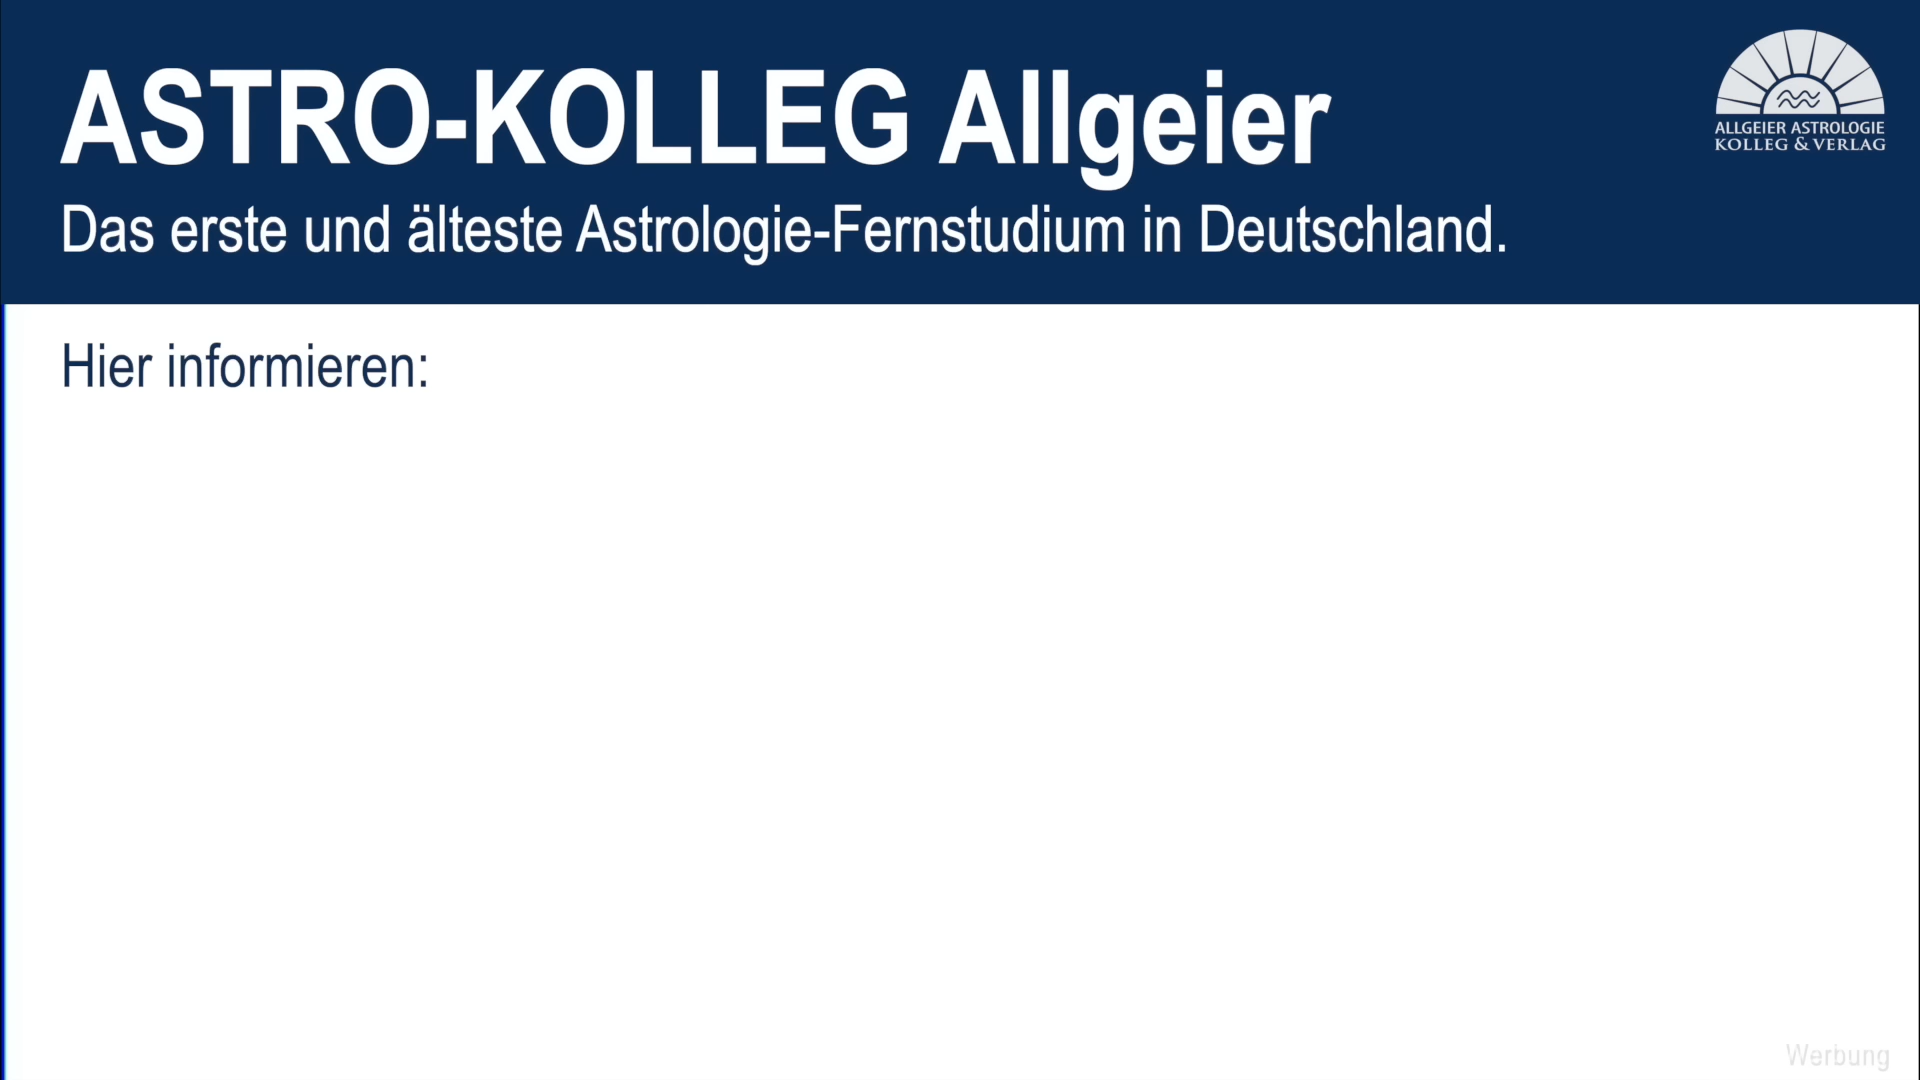 ASTRO-KOLLEG Allgeier
ALLGEIER ASTROLOGIE
KOLLEG & VERLAG
Das erste und älteste Astrologie-Fernstudium in Deutschland.
Hier informieren:
Werbung